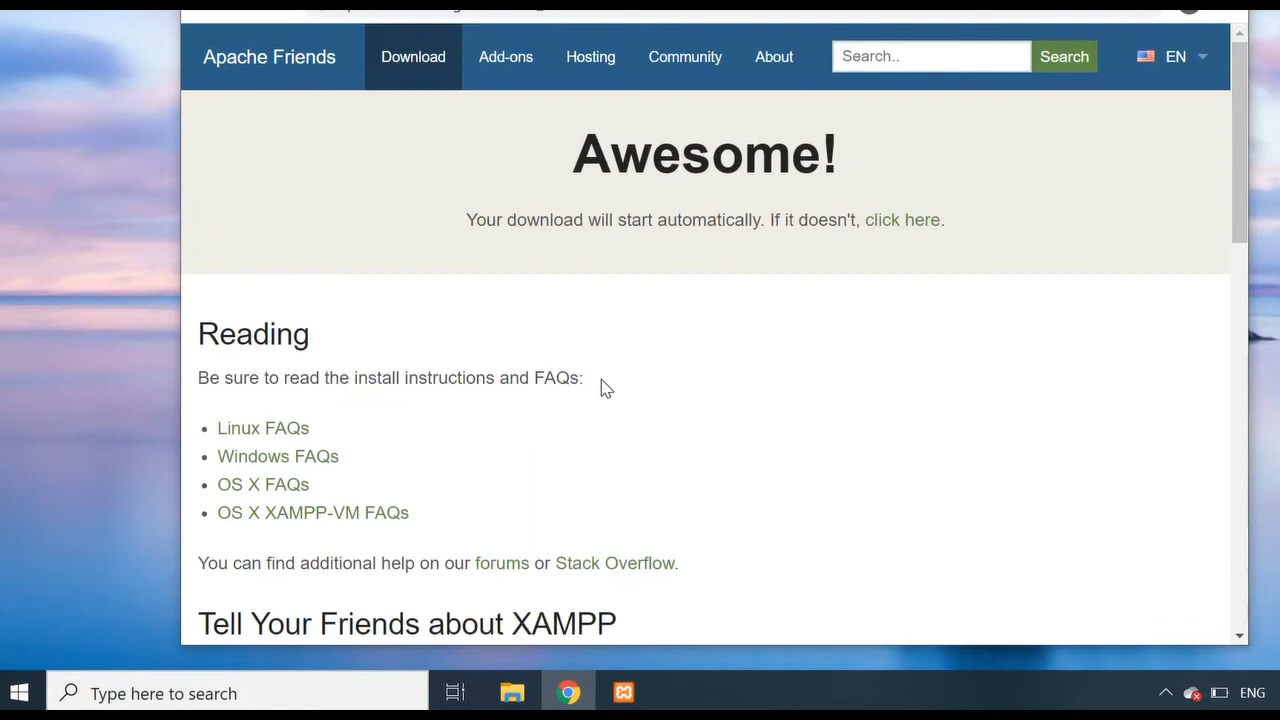 Apache Friends
Download
Add-ons
Hosting
Community
About
Search..
Search
EN
Awesome!
Your download will start automatically. If it doesn't, click here.
Reading
Be sure to read the install instructions and FAQs:
Linux FAQs
Windows FAQs
OS X FAQs
OS X XAMPP-VM FAQs
You can find additional help on our forums or Stack Overflow.
Tell Your Friends about XAMPP
Type here to search
ENG